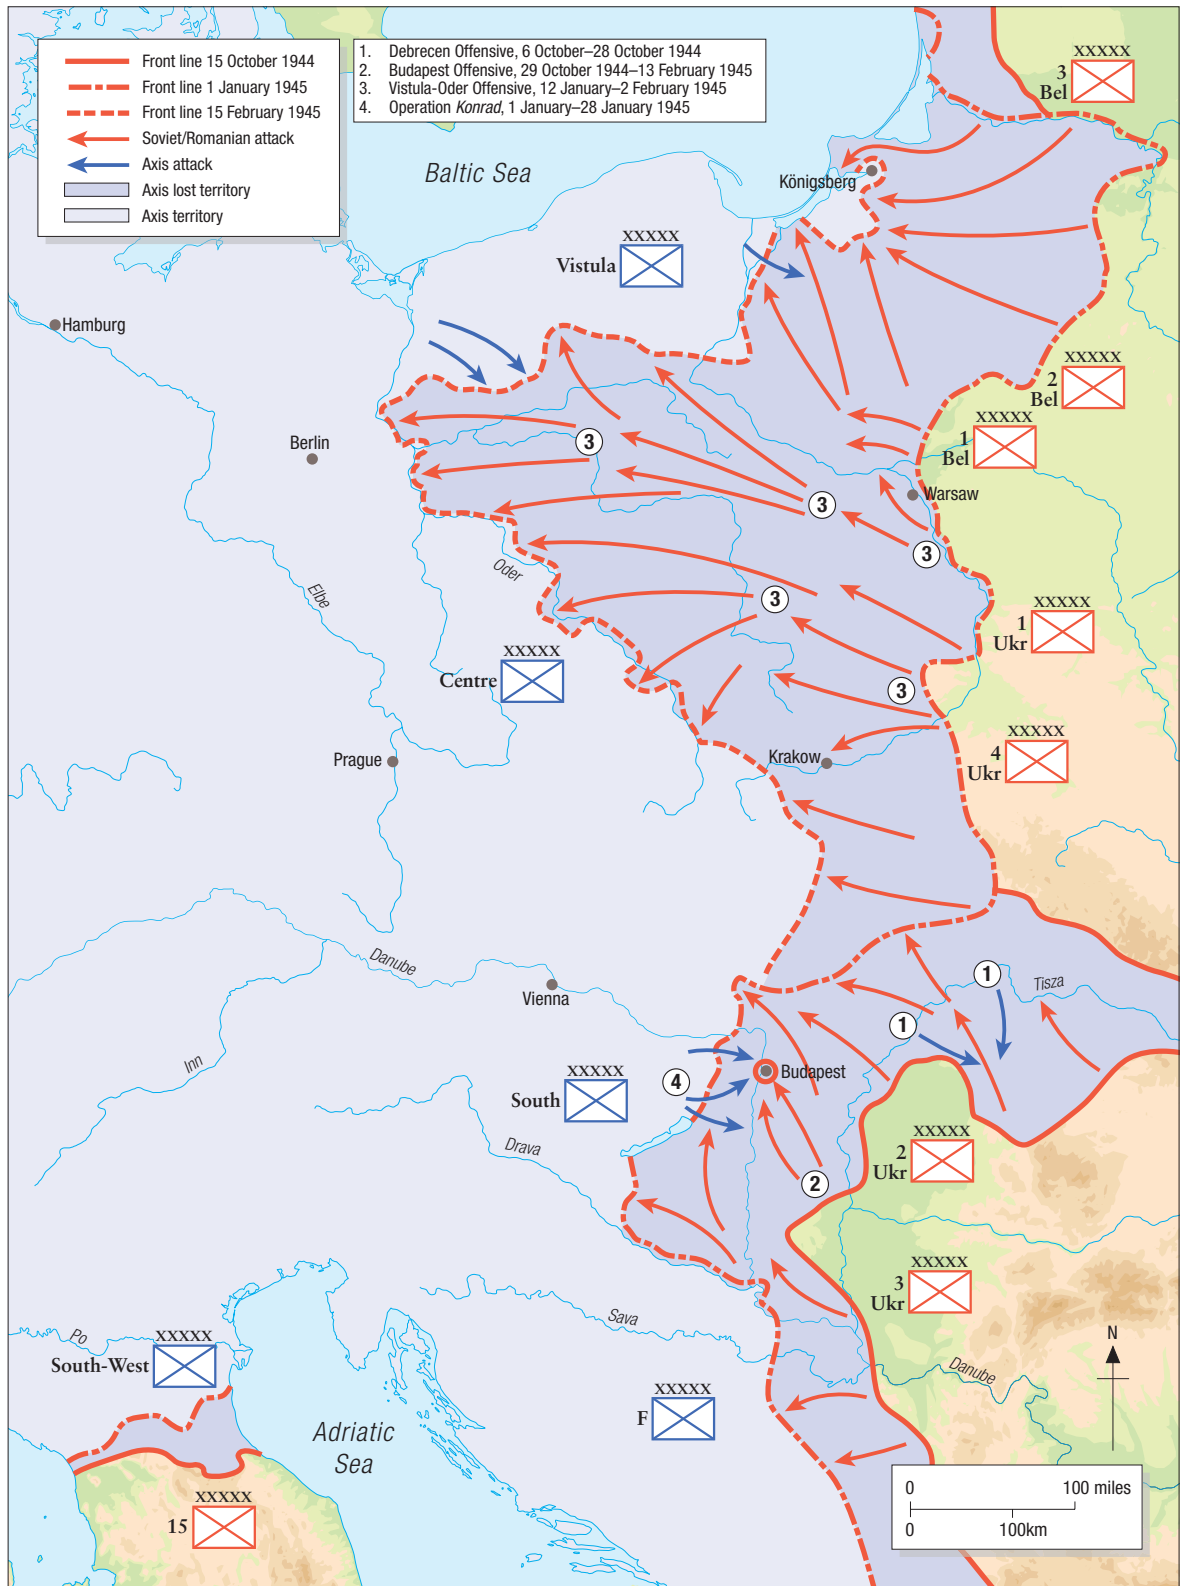 Front line 15 October 1944
Front line 1 January 1945
Front line 15 February 1945
Soviet/Romanian attack
Axis attack
Axis lost territory
Axis territory
1. Debrecen Offensive, 6 October–28 October 1944
2. Budapest Offensive, 29 October 1944–13 February 1945
3. Vistula-Oder Offensive, 12 January–2 February 1945
4. Operation Konrad, 1 January–28 January 1945
XXXXX
3
Bel
Baltic Sea
Königsberg
XXXXX
Vistula
Hamburg
XXXXX
2
Bel
XXXXX
1
Bel
Berlin
3
Warsaw
3
3
Oder
Elbe
3
XXXXX
1
Ukr
XXXXX
Centre
3
XXXXX
4
Ukr
Prague
Krakow
Danube
Vienna
1
Tisza
1
Inn
Budapest
XXXXX
South
4
Drava
XXXXX
2
Ukr
2
XXXXX
3
Ukr
Sava
Po
XXXXX
South-West
N
Danube
XXXXX
F
Adriatic
Sea
XXXXX
15
0 100 miles
0 100km